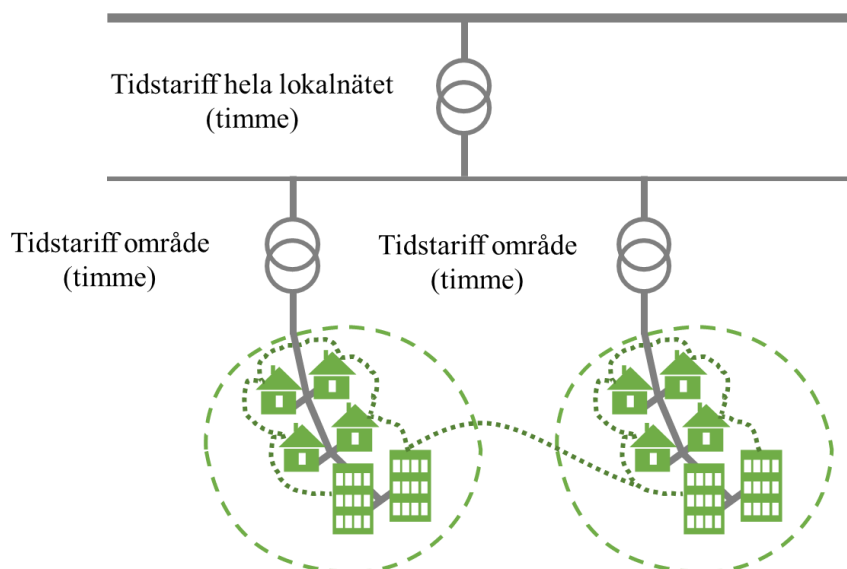 Tidstariff hela lokalnätet
(timme)
Tidstariff område
(timme)
Tidstariff område
(timme)